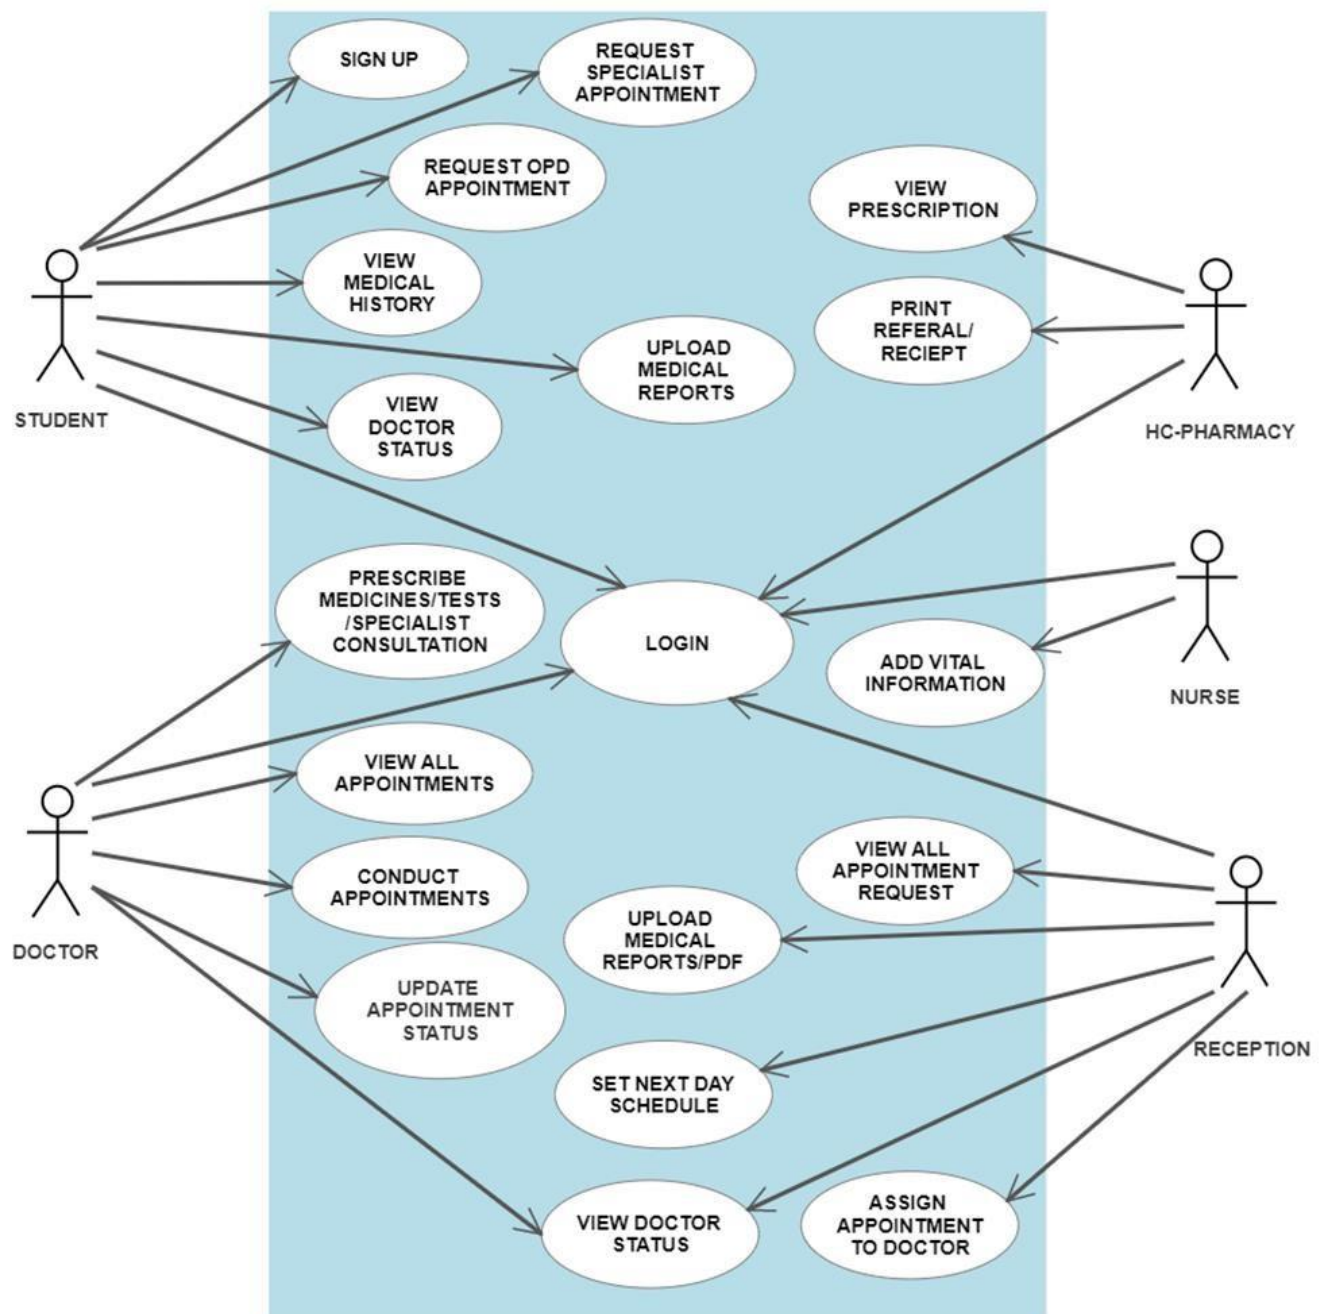 SIGN UP
REQUEST
SPECIALIST
APPOINTMENT
REQUEST OPD
APPOINTMENT
VIEW
PRESCRIPTION
VIEW
MEDICAL
HISTORY
PRINT
REFERAL/
RECIEPT
UPLOAD
MEDICAL
REPORTS
VIEW
DOCTOR
STATUS
STUDENT
HC-PHARMACY
PRESCRIBE
MEDICINES/TESTS
/SPECIALIST
CONSULTATION
LOGIN
ADD VITAL
INFORMATION
NURSE
VIEW ALL
APPOINTMENTS
CONDUCT
APPOINTMENTS
VIEW ALL
APPOINTMENT
REQUEST
UPLOAD
MEDICAL
REPORTS/PDF
DOCTOR
UPDATE
APPOINTMENT
STATUS
RECEPTION
SET NEXT DAY
SCHEDULE
VIEW DOCTOR
STATUS
ASSIGN
APPOINTMENT
TO DOCTOR